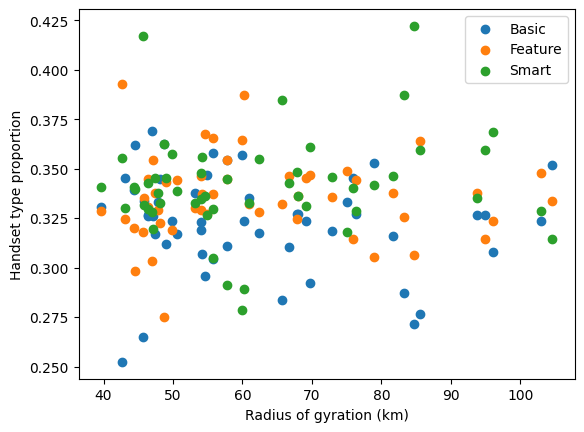 0.425
0.400
0.375
0.350
0.325
0.300
0.275
0.250
Handset type proportion
40 50 60 70 80 90 100
Radius of gyration (km)
Basic
Feature
Smart